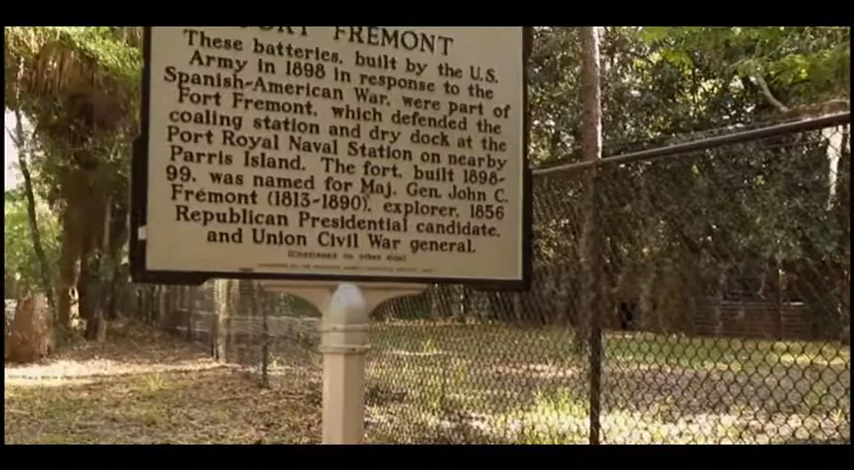 FORT FREMONT
These batteries, built by the U.S.
Army in 1898 in response to the
Spanish-American War, were part of
Fort Fremont, which defended the
coaling station and dry dock at the
Port Royal Naval Station on nearby
Parris Island. The fort, built 1898-
99, was named for Maj. Gen. John C.
Frémont (1813-1890), explorer, 1856
Republican Presidential candidate,
and Union Civil War general.
(Continued on other side)